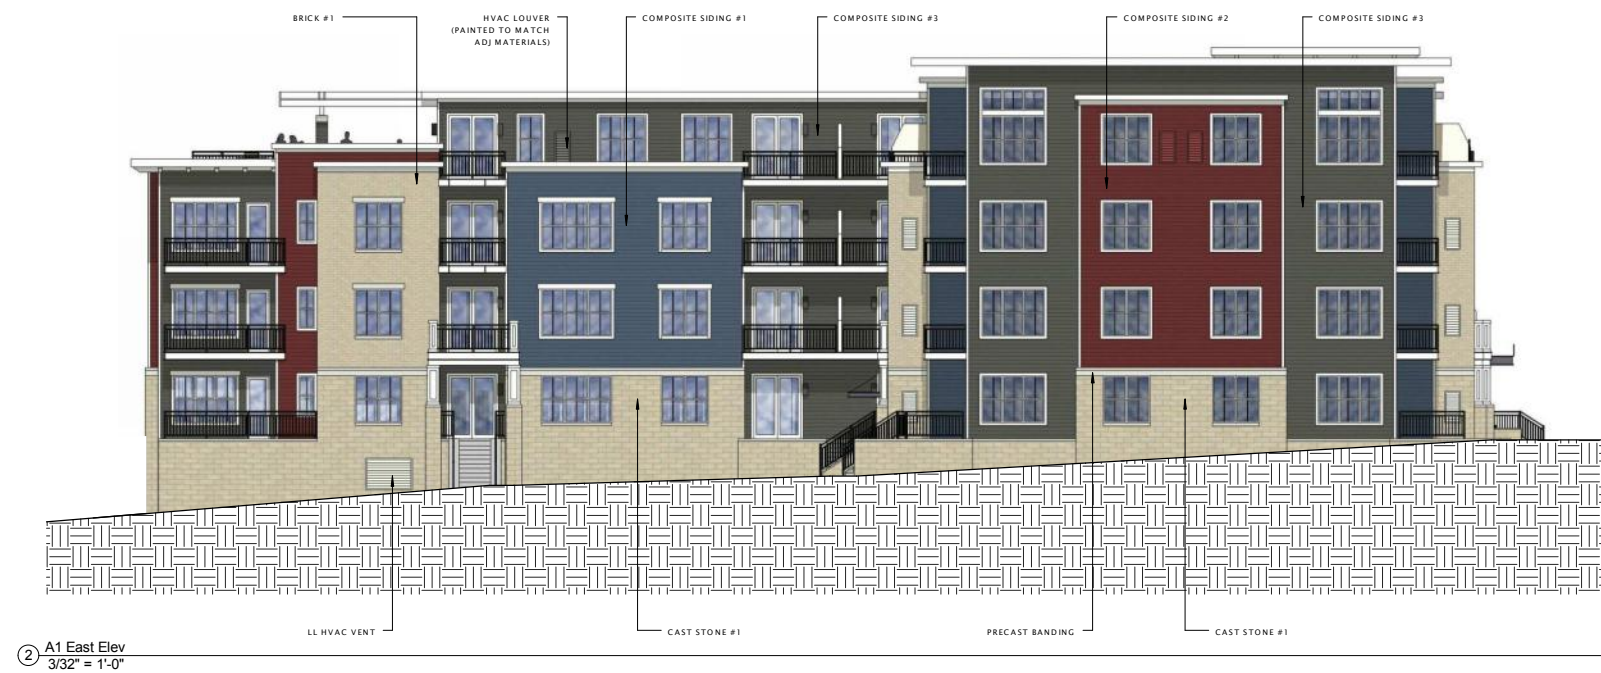 BRICK #1
HVAC LOUVER
(PAINTED TO MATCH
ADJ MATERIALS)
COMPOSITE SIDING #1
COMPOSITE SIDING #3
COMPOSITE SIDING #2
COMPOSITE SIDING #3
LL HVAC VENT
CAST STONE #1
PRECAST BANDING
CAST STONE #1
2
A1 East Elev
3/32" = 1'-0"